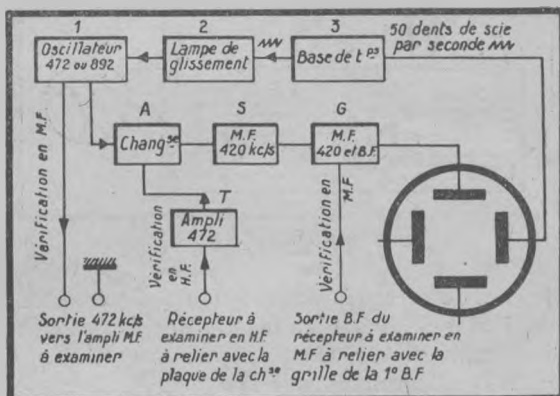 1
2
3
50 dents de scie
par seconde
Oscillateur
472 ou 892
Lampe de
glissement
Base de t ps
A
S
G
Chang se
M.F.
420 kc/s
M.F.
420 et B.F.
T
Ampli
472
Vérification en M.F.
Vérification
en
H.F.
Vérification en
M.F
Sortie 472 kc/s
vers l'ampli M.F
à examiner
Récepteur à
examiner en H.F
à relier avec la
plaque de la ch se
Sortie B.F du
récepteur à examiner en
M.F à relier avec la
grille de la 1° B.F